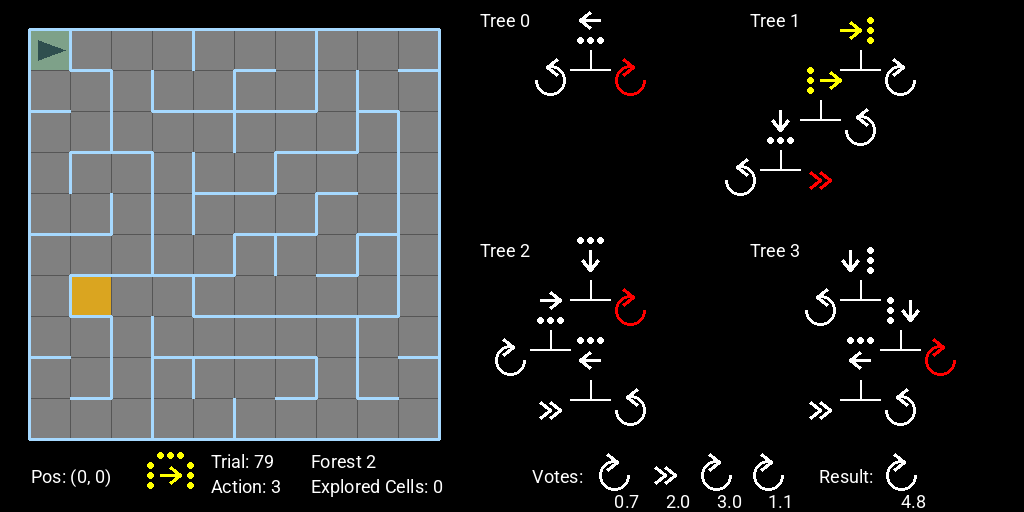 Tree 0
Tree 1
Tree 2
Tree 3
Pos: (0, 0)
Trial: 79
Forest 2
Action: 3
Explored Cells: 0
Votes:
0.7
2.0
3.0
1.1
Result:
4.8